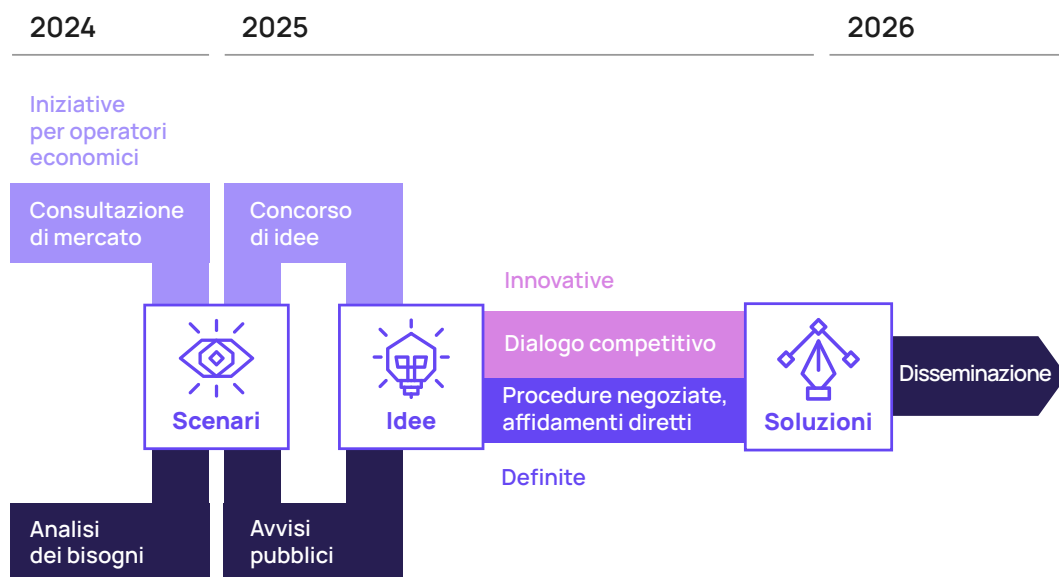 2024
2025
2026
Iniziative
per operatori
economici
Consultazione
di mercato
Concorso
di idee
Innovative
Dialogo competitivo
Procedure negoziate,
affidamenti diretti
Definite
Scenari
Idee
Soluzioni
Disseminazione
Analisi
dei bisogni
Avvisi
pubblici